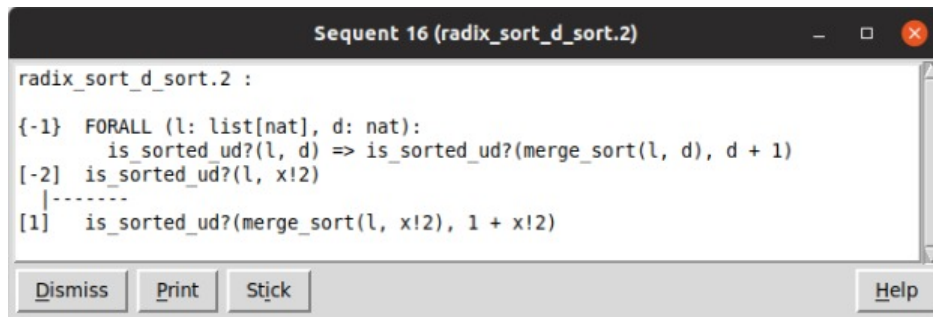 Sequent 16 (radix_sort_d_sort.2)
radix_sort_d_sort.2 :
{-1}  FORALL (l: list[nat], d: nat):
        is_sorted_ud?(l, d) => is_sorted_ud?(merge_sort(l, d), d + 1)
[-2]  is_sorted_ud?(l, x!2)
  |-------
[1]   is_sorted_ud?(merge_sort(l, x!2), 1 + x!2)
Dismiss Print Stick Help